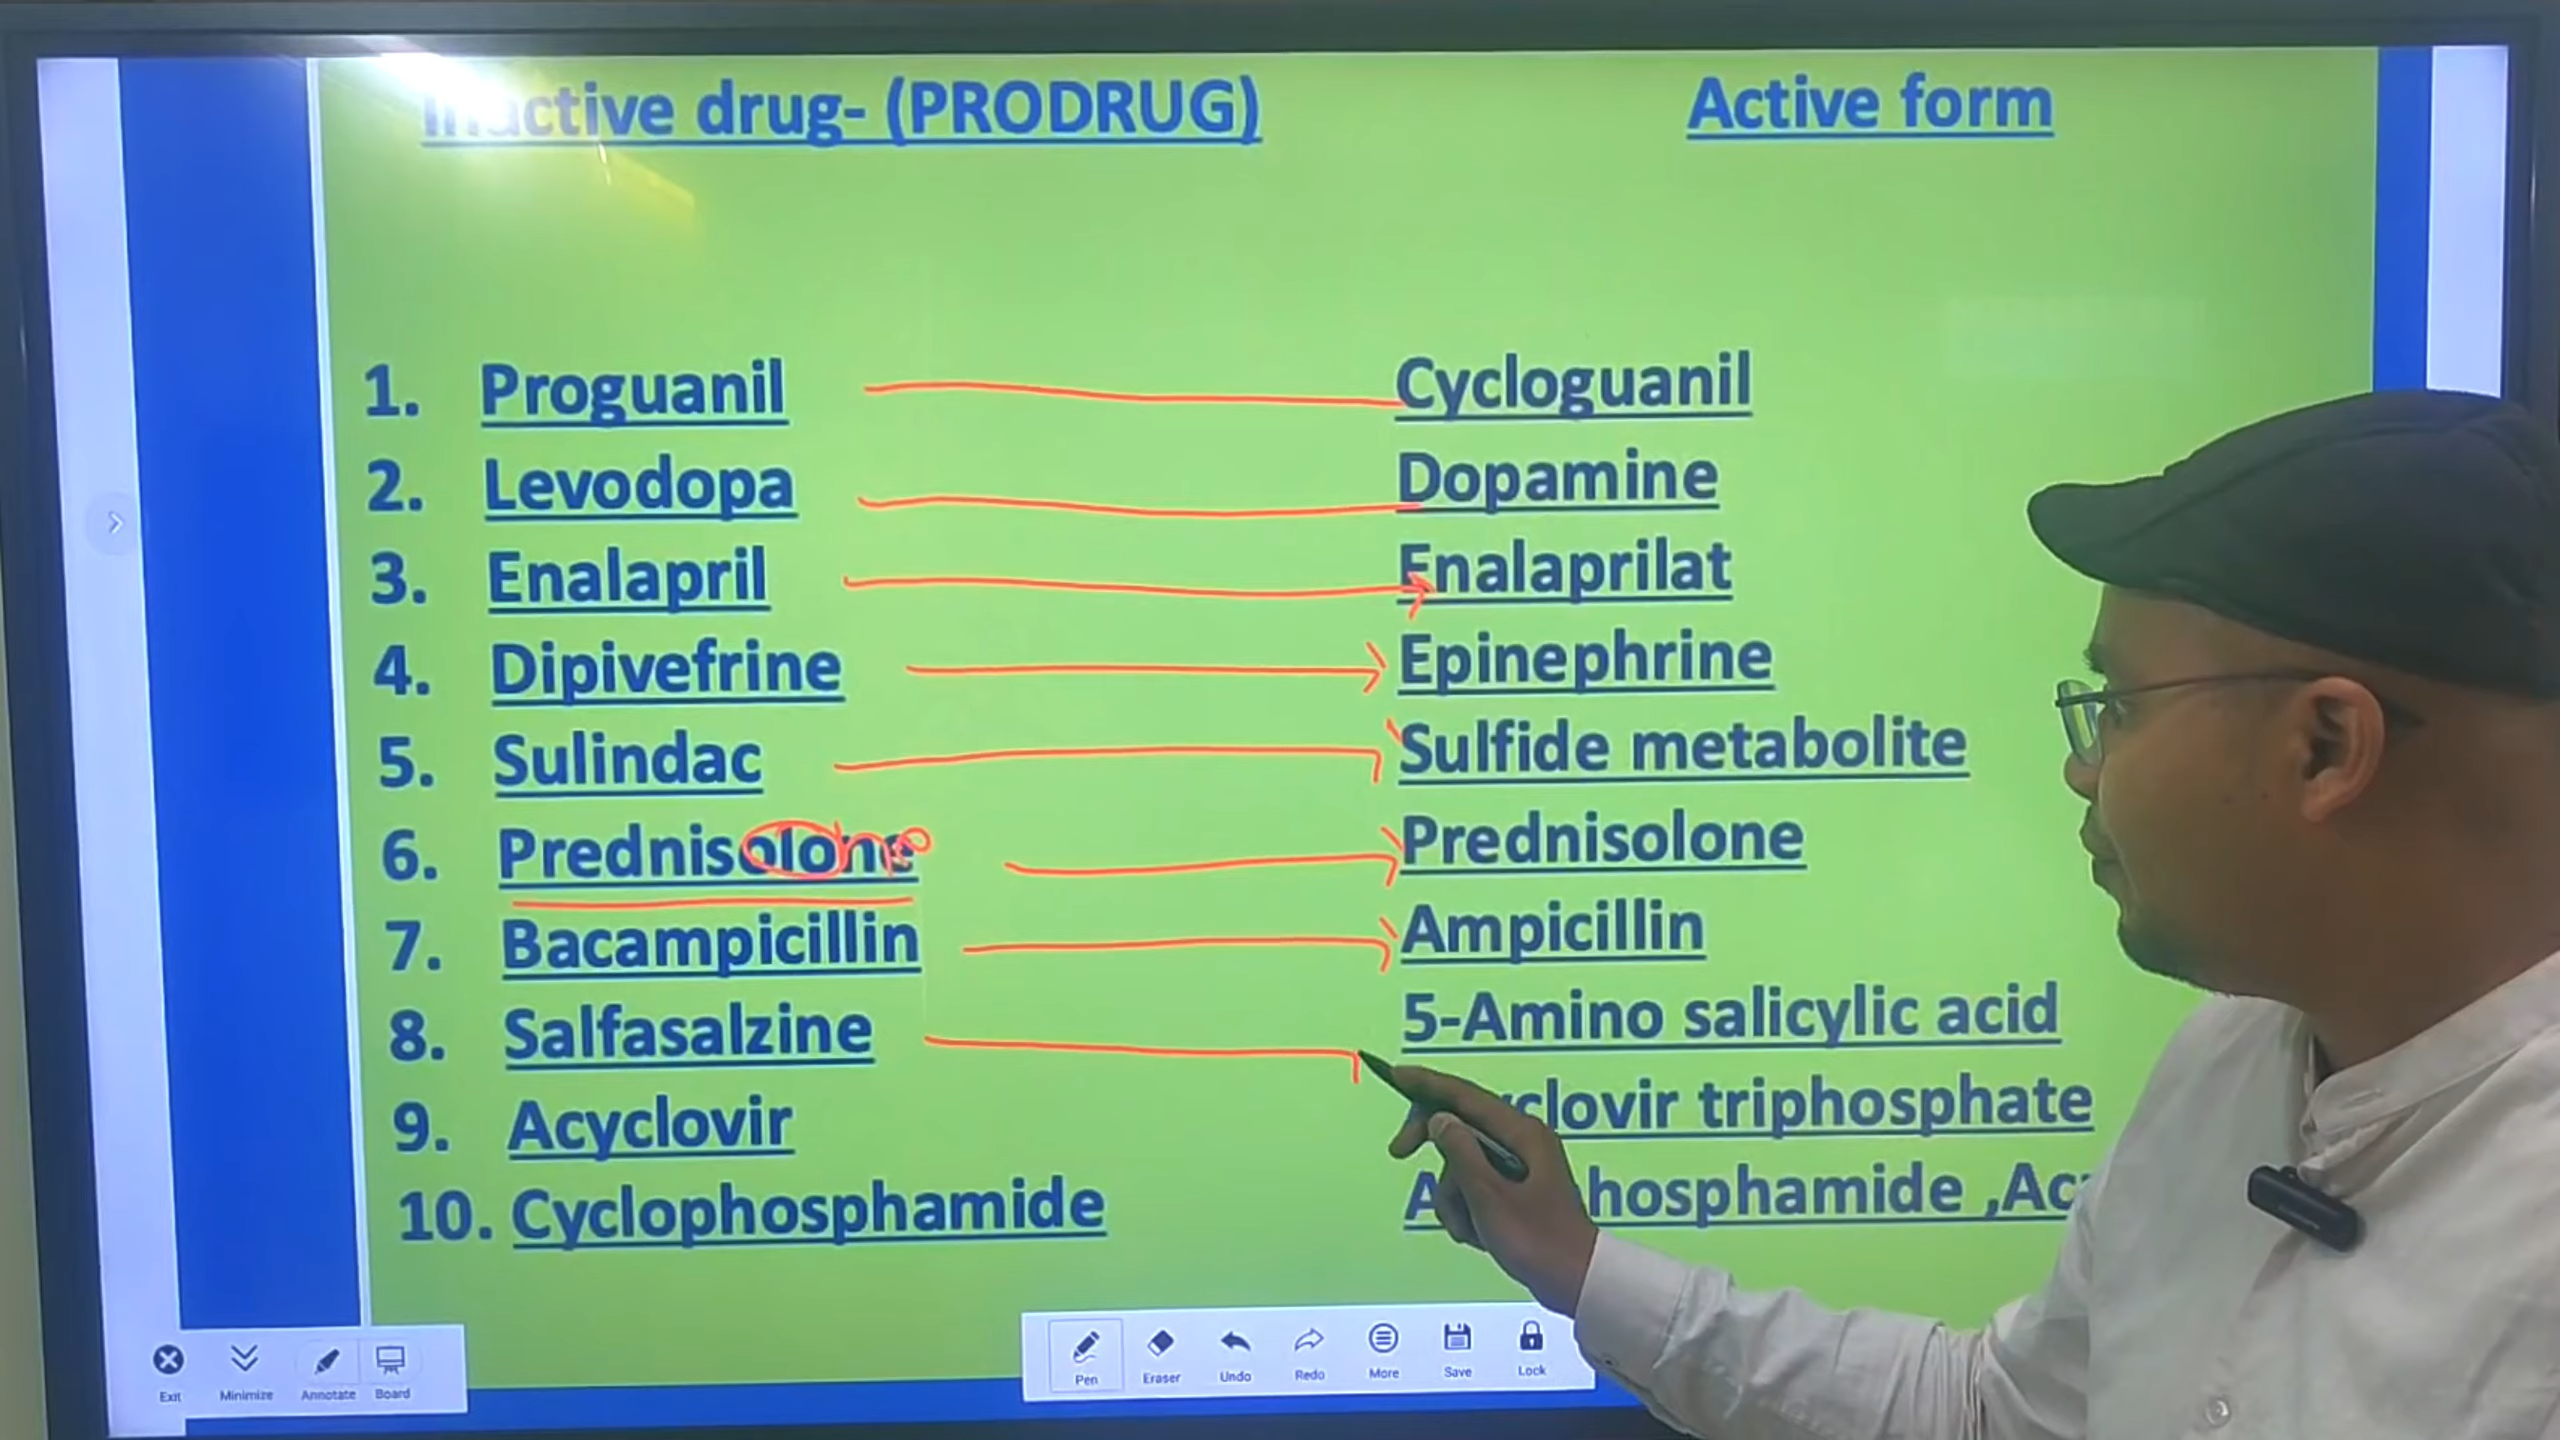 Inactive drug- (PRODRUG) Active form
1. Proguanil Cycloguanil
2. Levodopa Dopamine
3. Enalapril Enalaprilat
4. Dipivefrine Epinephrine
5. Sulindac Sulfide metabolite
6. Prednisolone Prednisolone
7. Bacampicillin Ampicillin
8. Salfasalzine 5-Amino salicylic acid
9. Acyclovir clovir triphosphate
10. Cyclophosphamide hosphamide ,Ac
Exit Minimize Annotate Board
Pen Eraser Undo Redo More Save Lock